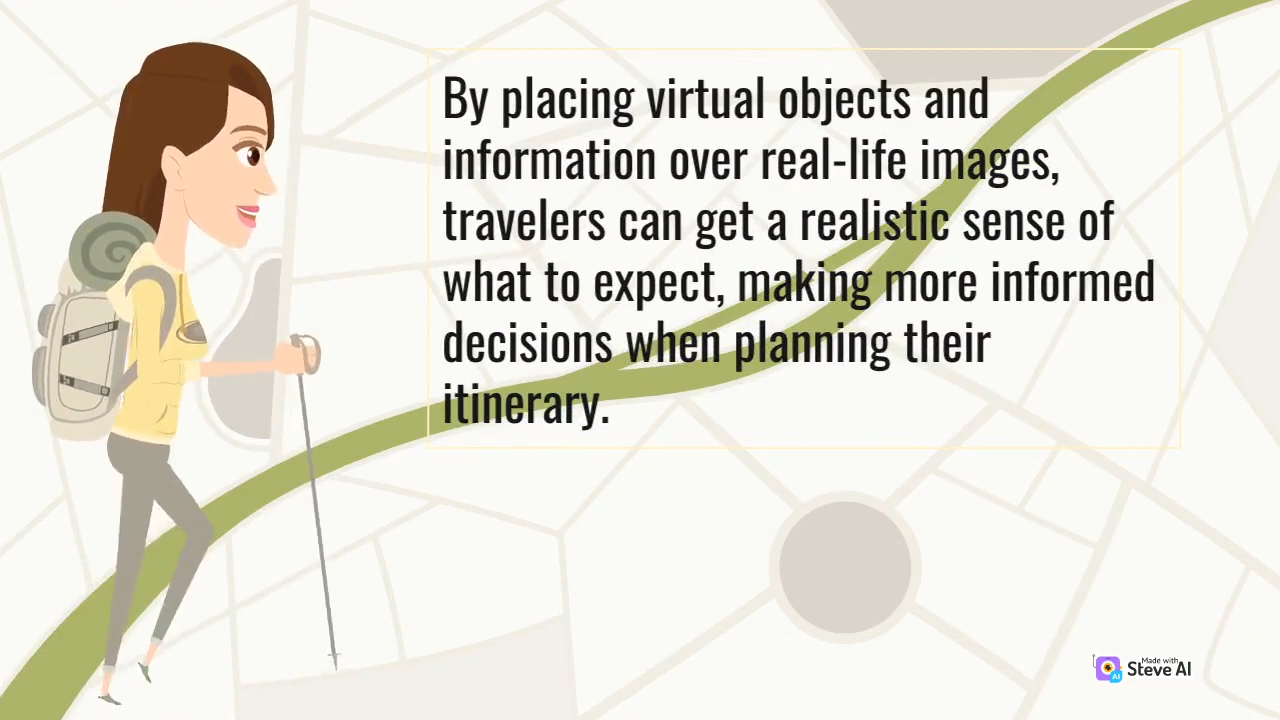 By placing virtual objects and
information over real-life images,
travelers can get a realistic sense of
what to expect, making more informed
decisions when planning their
itinerary.
Made with
Steve AI
AI